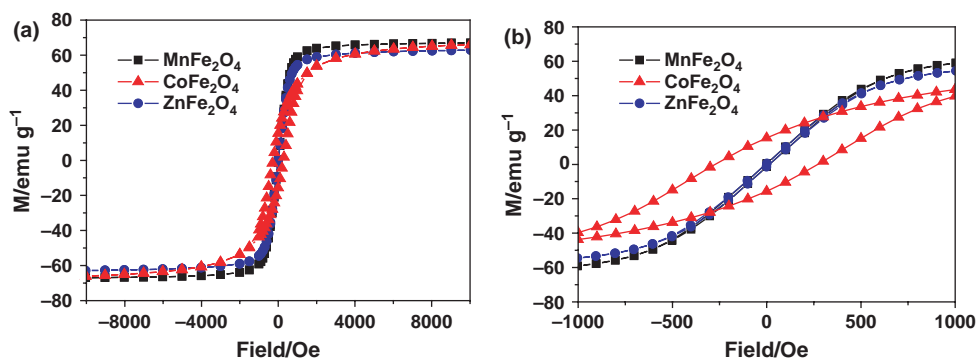 (a)
M/emu g⁻¹
80
60
40
20
0
–20
–40
–60
–80
MnFe₂O₄
CoFe₂O₄
ZnFe₂O₄
–8000 –4000 0 4000 8000
Field/Oe
(b)
M/emu g⁻¹
80
60
40
20
0
–20
–40
–60
–80
MnFe₂O₄
CoFe₂O₄
ZnFe₂O₄
–1000 –500 0 500 1000
Field/Oe